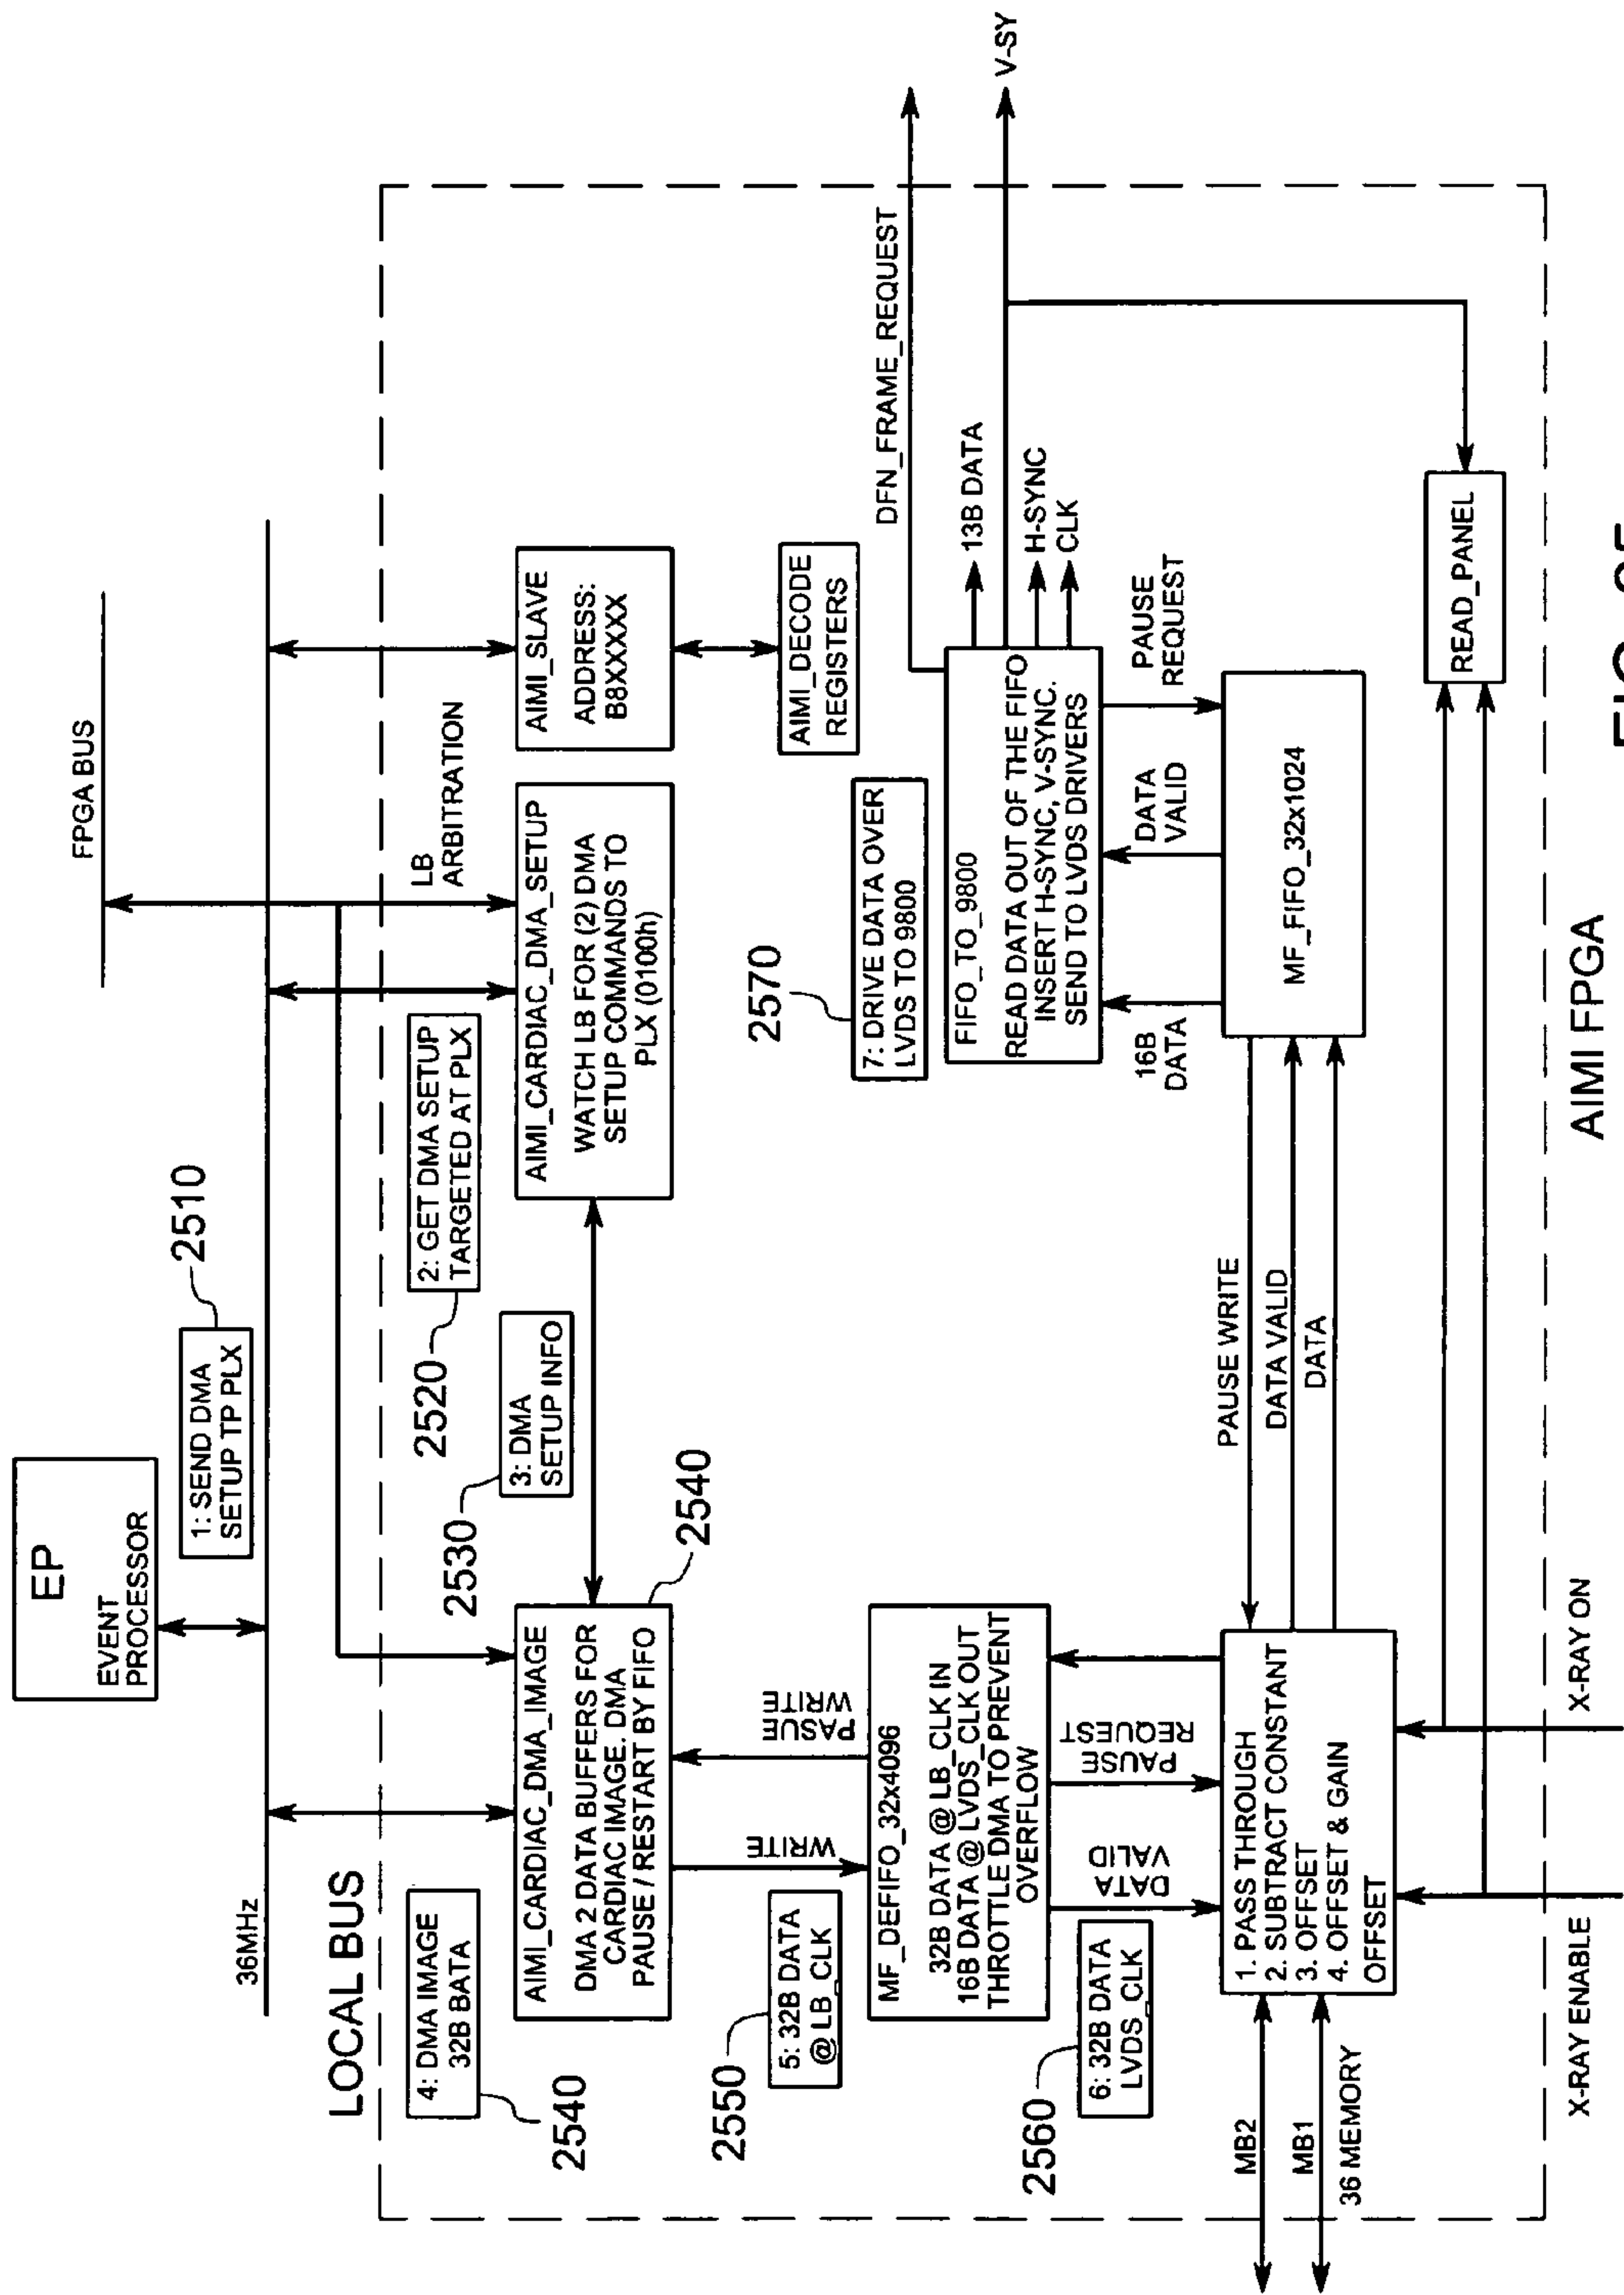 EP
EVENT
PROCESSOR
1: SEND DMA
SETUP TP PLX
2510
FPGA BUS
36MHz
LOCAL BUS
4: DMA IMAGE
32B BATA
2540
2530
3: DMA
SETUP INFO
2540
2520
2: GET DMA SETUP
TARGETED AT PLX
LB
ARBITRATION
AIMI_CARDIAC_DMA_IMAGE
DMA 2 DATA BUFFERS FOR
CARDIAC IMAGE. DMA
PAUSE / RESTART BY FIFO
AIMI_CARDIAC_DMA_SETUP
WATCH LB FOR (2) DMA
SETUP COMMANDS TO
PLX (0100h)
AIMI_SLAVE
ADDRESS:
B8XXXXX
AIMI_DECODE
REGISTERS
2550
5: 32B DATA
@ LB_CLK
WRITE
PASUE
WRITE
MF_DEFIFO_32x4096
32B DATA @ LB_CLK IN
16B DATA @ LVDS_CLK OUT
THROTTLE DMA TO PREVENT
OVERFLOW
2570
7: DRIVE DATA OVER
LVDS TO 9800
DFN_FRAME_REQUEST
FIFO_TO_9800
READ DATA OUT OF THE FIFO
INSERT H-SYNC, V-SYNC.
SEND TO LVDS DRIVERS
13B DATA
V-SY
H-SYNC
CLK
2560
6: 32B DATA
LVDS_CLK
DATA
VALID
PAUSE
REQUEST
16B
DATA
DATA
VALID
PAUSE
REQUEST
MB2
MB1
36 MEMORY
1. PASS THROUGH
2. SUBTRACT CONSTANT
3. OFFSET
4. OFFSET & GAIN
OFFSET
PAUSE WRITE
DATA VALID
DATA
MF_FIFO_32x1024
READ_PANEL
X-RAY ENABLE
X-RAY ON
AIMI FPGA